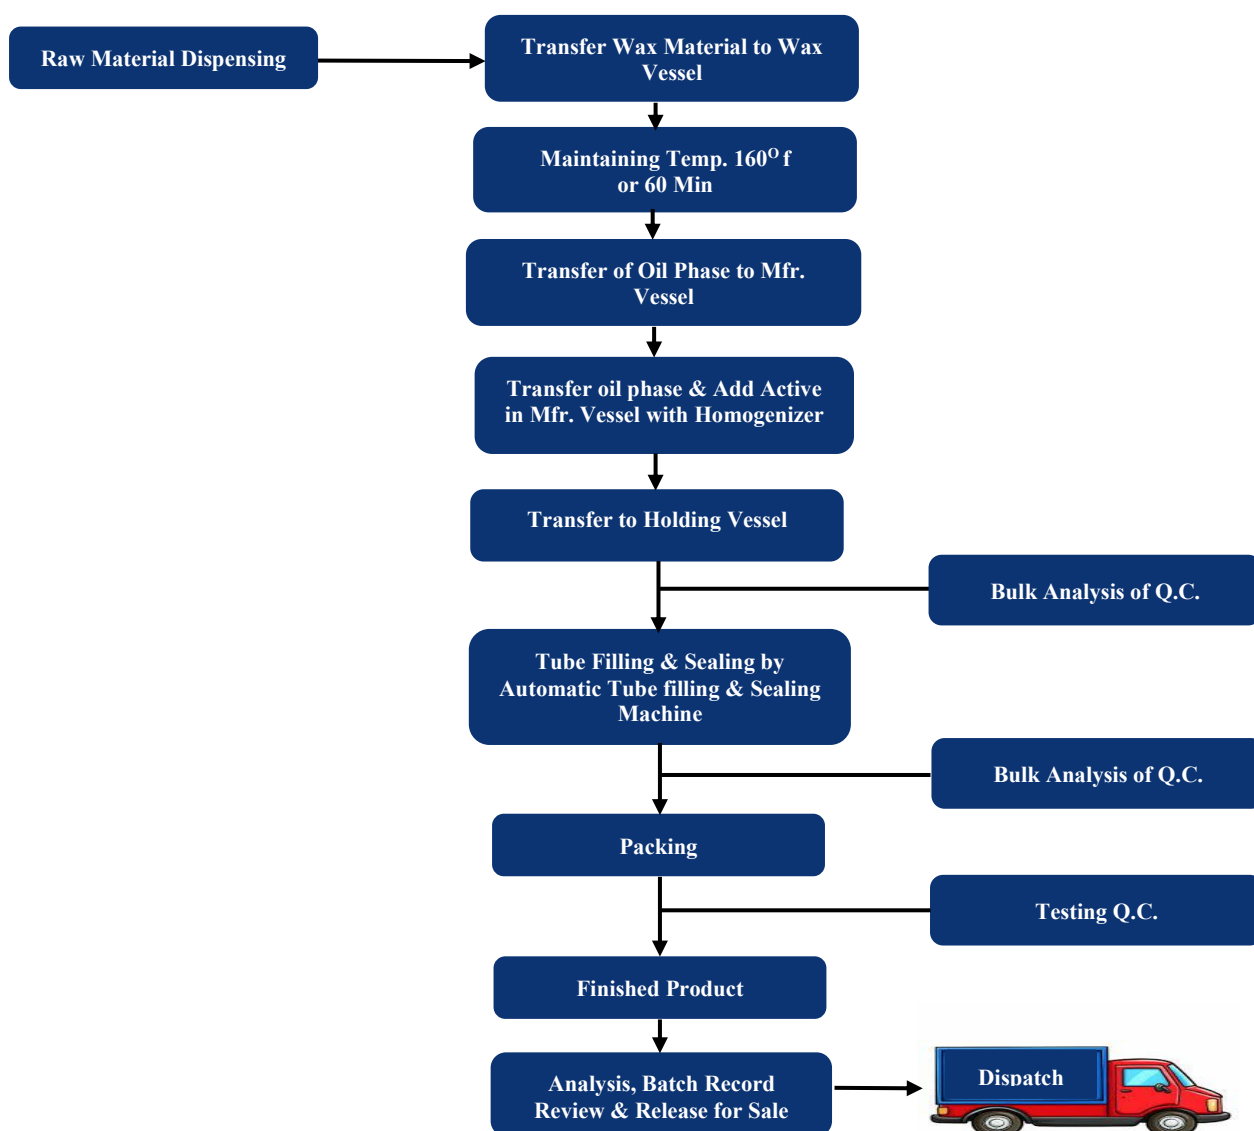 Raw Material Dispensing
Transfer Wax Material to Wax
Vessel
Maintaining Temp. 160ᴼ f
or 60 Min
Transfer of Oil Phase to Mfr.
Vessel
Transfer oil phase & Add Active
in Mfr. Vessel with Homogenizer
Transfer to Holding Vessel
Bulk Analysis of Q.C.
Tube Filling & Sealing by
Automatic Tube filling & Sealing
Machine
Bulk Analysis of Q.C.
Packing
Testing Q.C.
Finished Product
Analysis, Batch Record
Review & Release for Sale
Dispatch